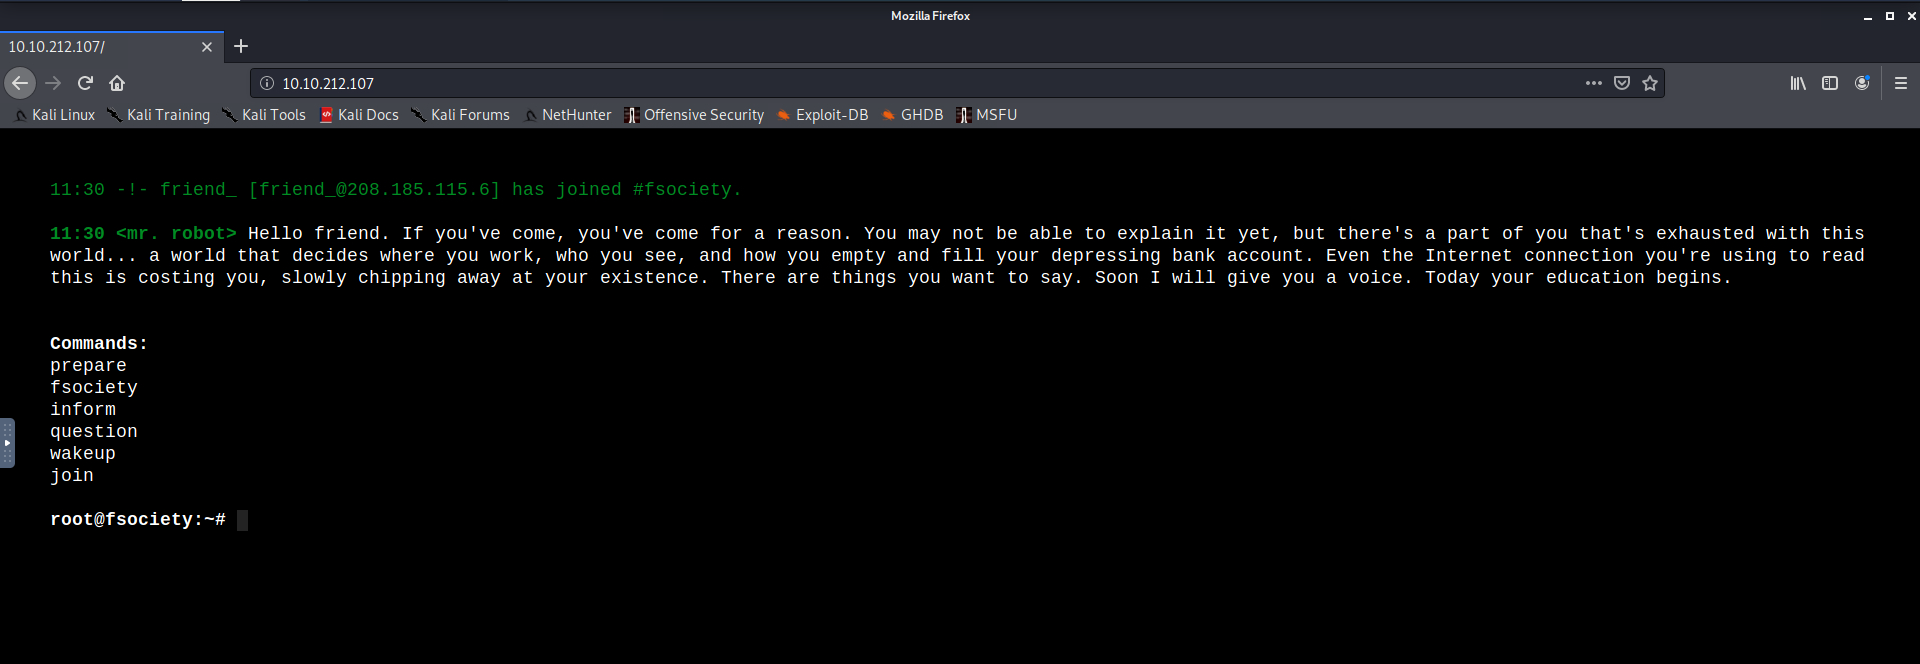 Mozilla Firefox
10.10.212.107/
10.10.212.107
Kali Linux Kali Training Kali Tools Kali Docs Kali Forums NetHunter Offensive Security Exploit-DB GHDB MSFU
11:30 -!- friend_ [friend_@208.185.115.6] has joined #fsociety.
11:30 <mr. robot> Hello friend. If you've come, you've come for a reason. You may not be able to explain it yet, but there's a part of you that's exhausted with this
world... a world that decides where you work, who you see, and how you empty and fill your depressing bank account. Even the Internet connection you're using to read
this is costing you, slowly chipping away at your existence. There are things you want to say. Soon I will give you a voice. Today your education begins.
Commands:
prepare
fsociety
inform
question
wakeup
join
root@fsociety:~#